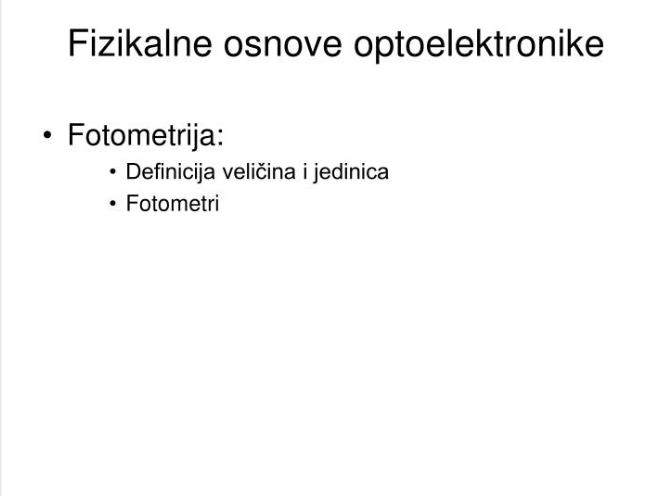 Fizikalne osnove optoelektronike
• Fotometrija:
• Definicija veličina i jedinica
• Fotometri